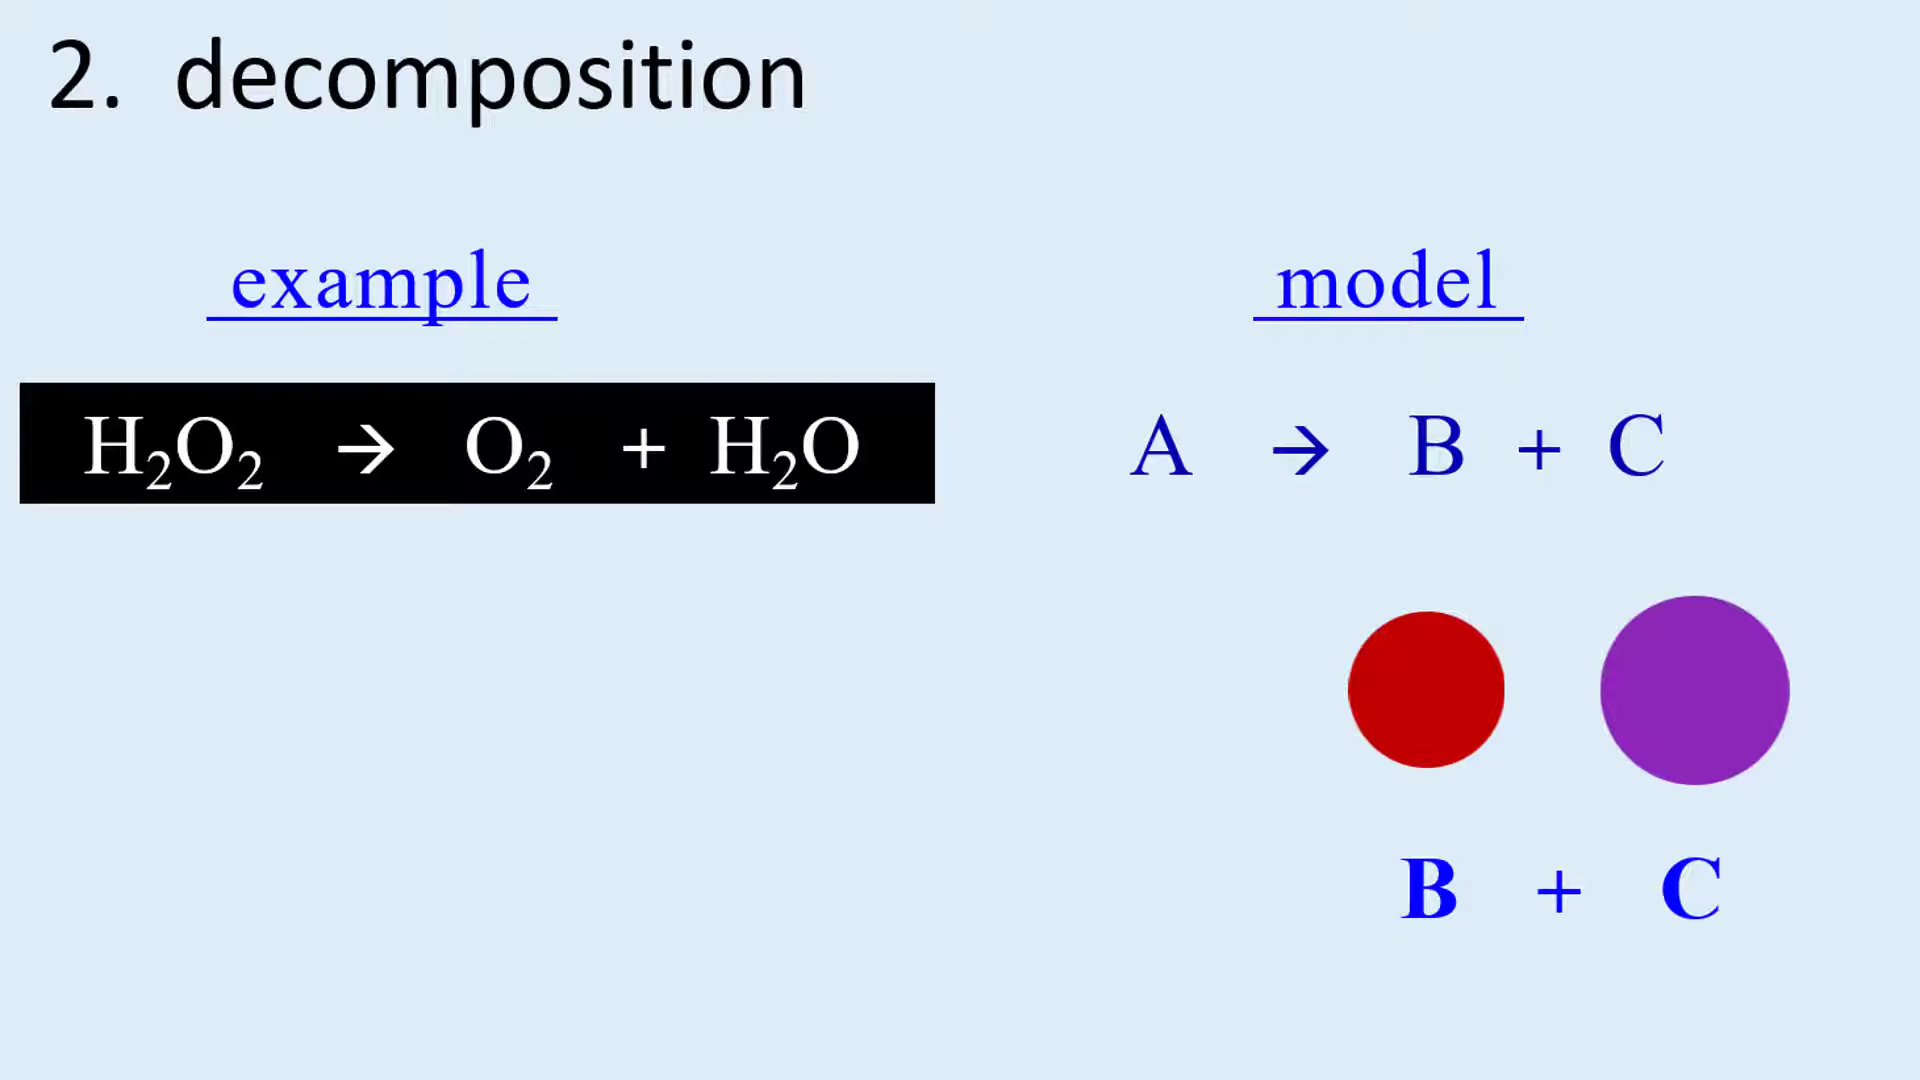 2. decomposition
example
model
H₂O₂ → O₂ + H₂O
A → B + C
B + C